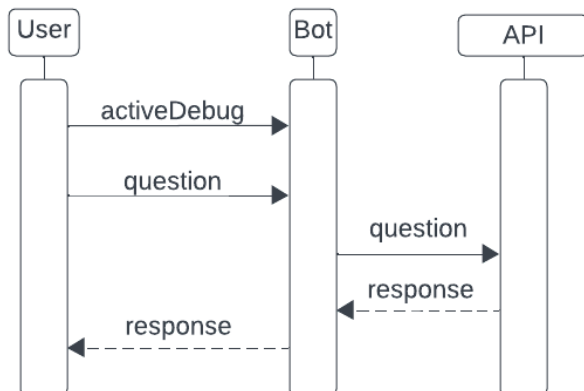 User
Bot
API
activeDebug
question
question
response
response